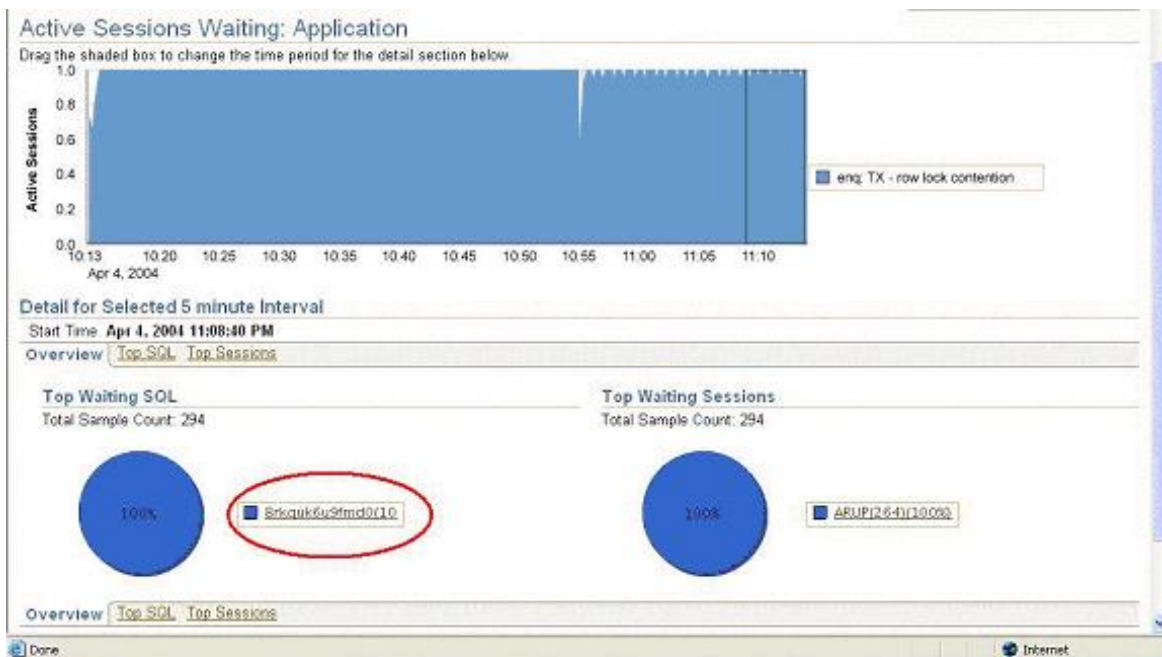 Active Sessions Waiting: Application
Drag the shaded box to change the time period for the detail section below.
1.0
0.8
0.6
0.4
0.2
0.0
Active Sessions
10:13 10:20 10:25 10:30 10:35 10:40 10:45 10:50 10:55 11:00 11:05 11:10
Apr 4, 2004
enq: TX - row lock contention
Detail for Selected 5 minute Interval
Start Time Apr 4, 2004 11:08:40 PM
Overview Top SQL Top Sessions
Top Waiting SQL
Total Sample Count: 294
100%
8rkquk6u9fmd0(10
Top Waiting Sessions
Total Sample Count: 294
100%
ARUP(264)(100%)
Overview Top SQL Top Sessions
Done Internet